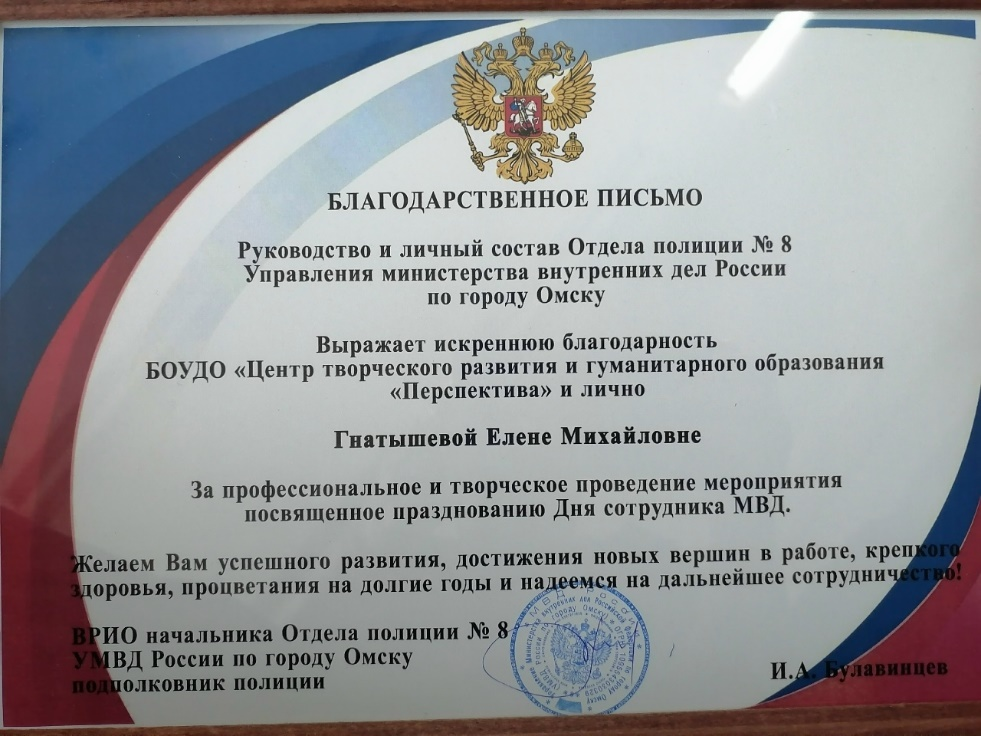 БЛАГОДАРСТВЕННОЕ ПИСЬМО
Руководство и личный состав Отдела полиции № 8
Управления министерства внутренних дел России
по городу Омску
Выражает искреннюю благодарность
БОУДО «Центр творческого развития и гуманитарного образования
«Перспектива» и лично
Гнатышевой Елене Михайловне
За профессиональное и творческое проведение мероприятия
посвященное празднованию Дня сотрудника МВД.
Желаем Вам успешного развития, достижения новых вершин в работе, крепкого
здоровья, процветания на долгие годы и надеемся на дальнейшее сотрудничество!
ВРИО начальника Отдела полиции № 8
УМВД России по городу Омску
подполковник полиции
И.А. Булавинцев